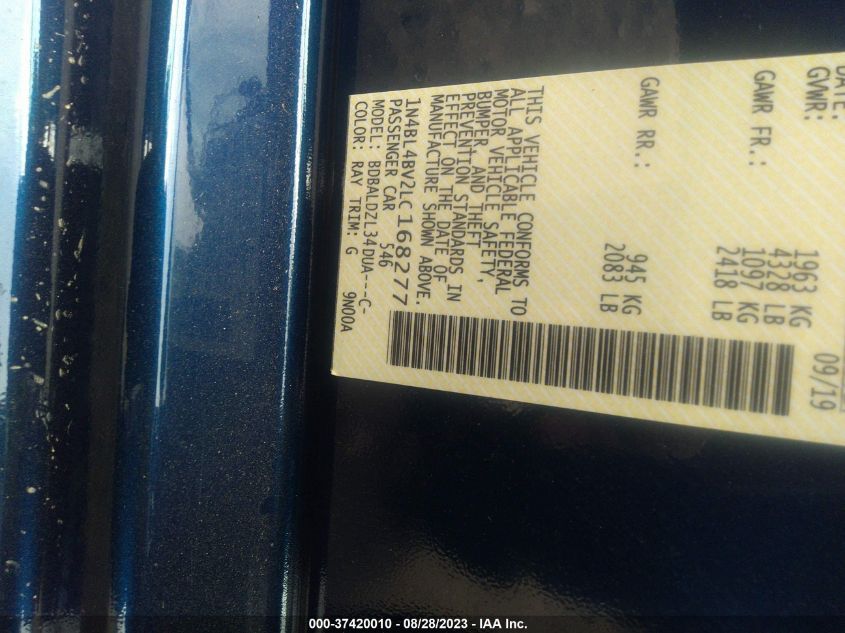 DATE: 09/19
GVWR: 1963 KG
4328 LB
GAWR FR.: 1097 KG
2418 LB
GAWR RR.: 945 KG
2083 LB
THIS VEHICLE CONFORMS TO
ALL APPLICABLE FEDERAL
MOTOR VEHICLE SAFETY,
BUMPER, AND THEFT
PREVENTION STANDARDS IN
EFFECT ON THE DATE OF
MANUFACTURE SHOWN ABOVE.
1N4BL4BV2LC168277
PASSENGER CAR 546
MODEL: BDBALDZL34DUA---C-
COLOR: RAY TRIM: G 9N00A
000-37420010 - 08/28/2023 - IAA Inc.